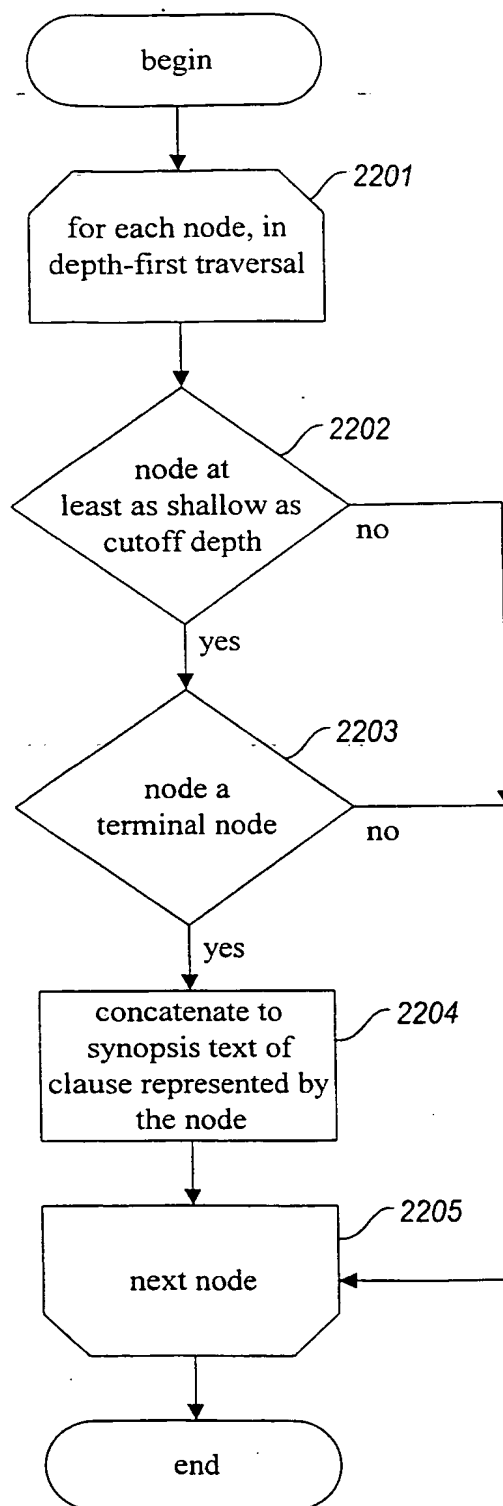 begin
2201
for each node, in
depth-first traversal
2202
node at
least as shallow as
cutoff depth
no
yes
2203
node a
terminal node
no
yes
concatenate to
synopsis text of
clause represented by
the node
2204
2205
next node
end